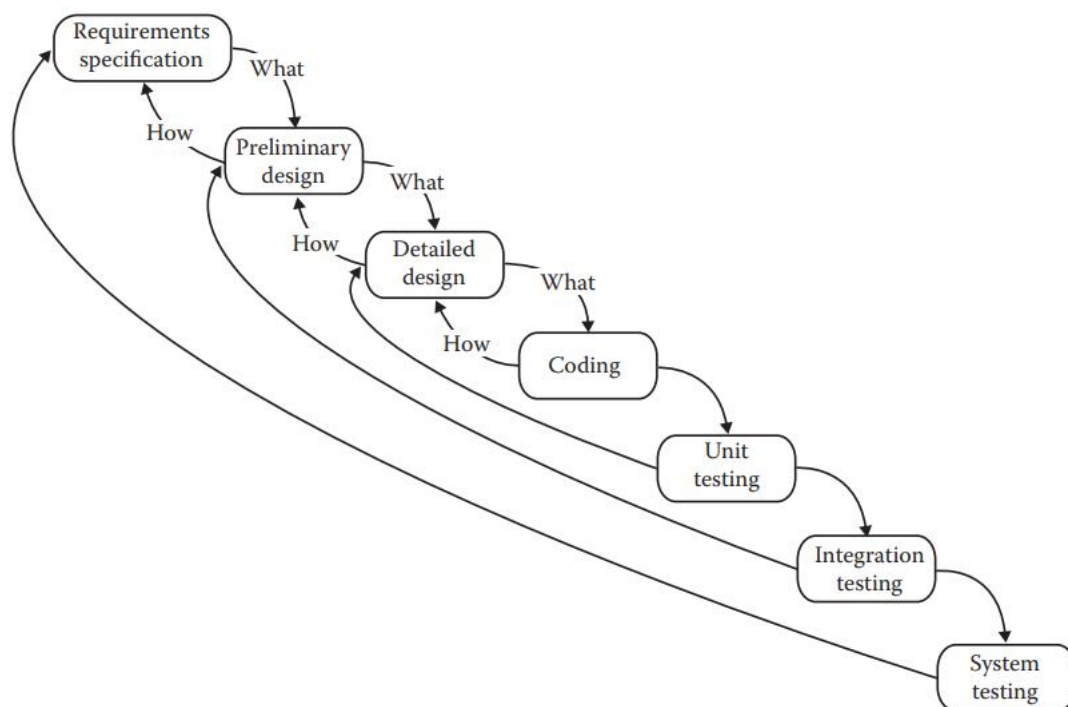 Requirements
specification
What
How
Preliminary
design
What
How
Detailed
design
What
How
Coding
Unit
testing
Integration
testing
System
testing